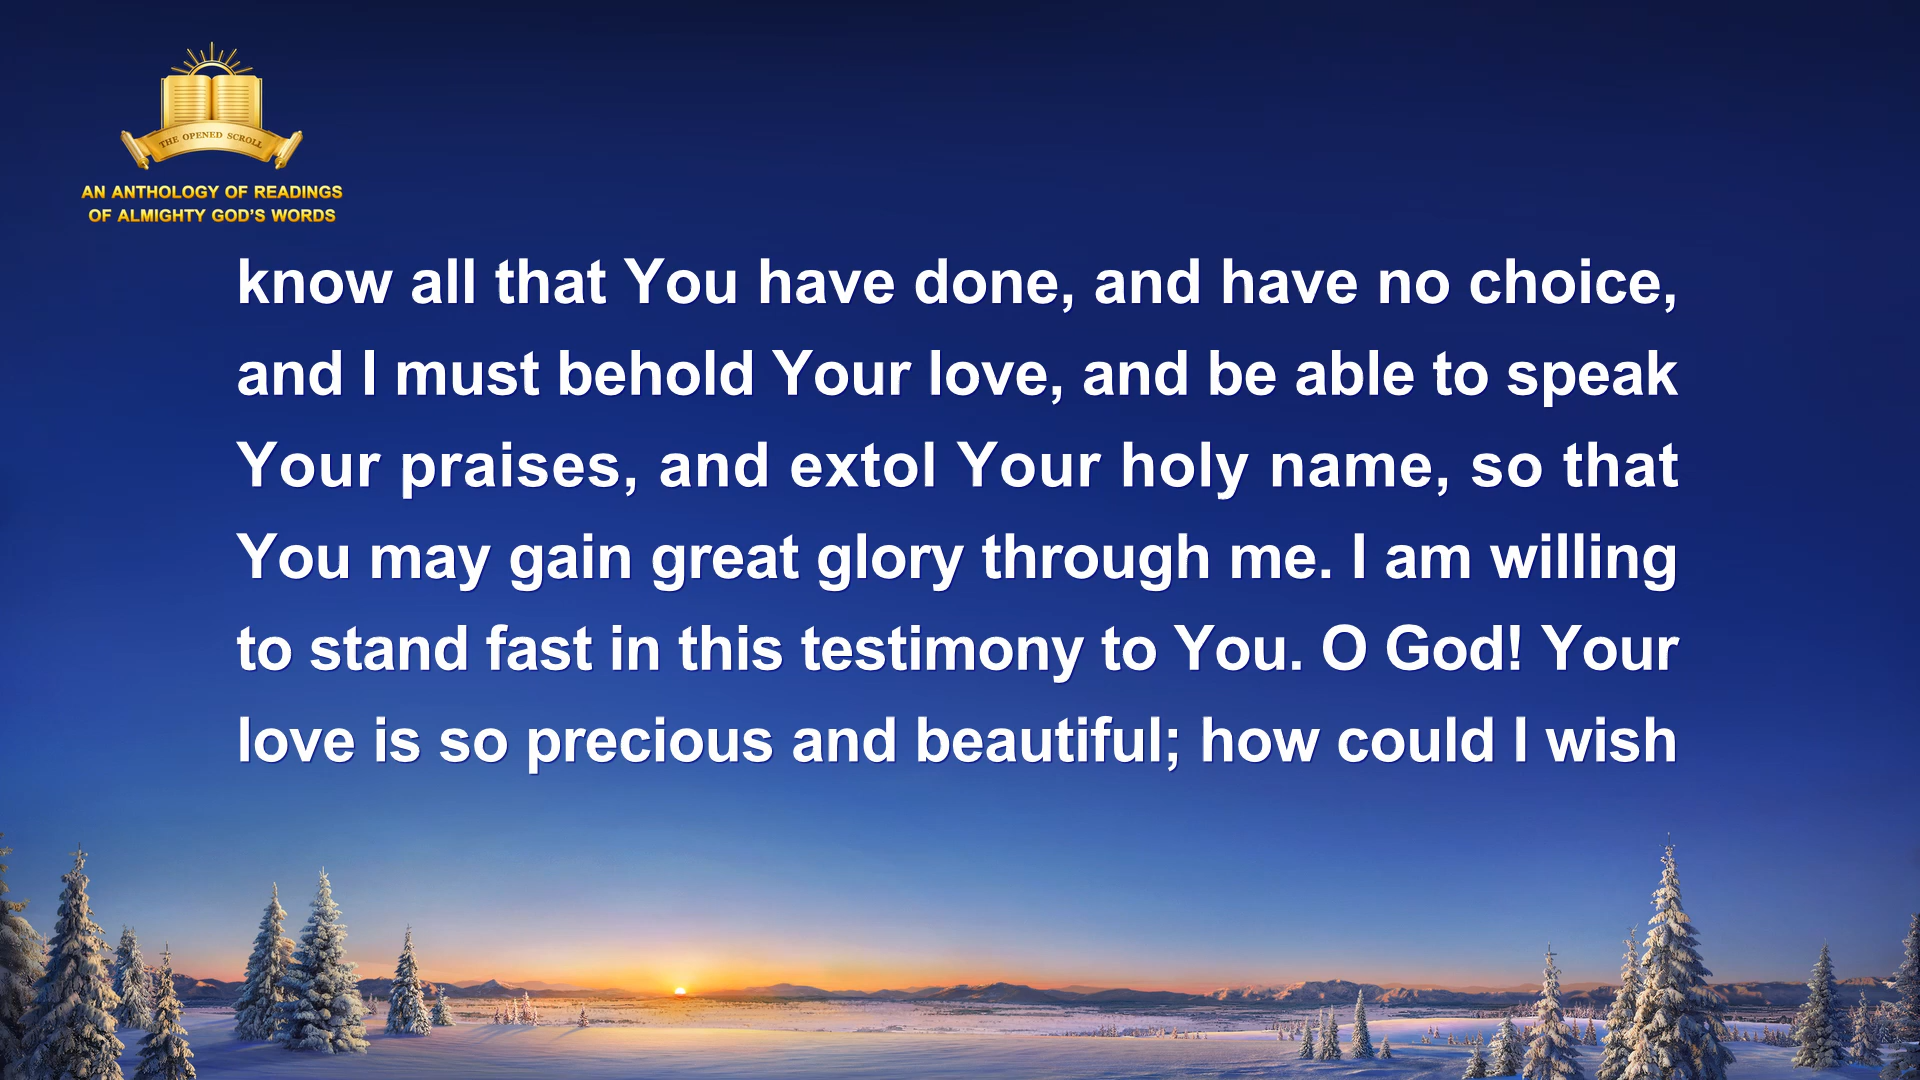 THE OPENED SCROLL
AN ANTHOLOGY OF READINGS
OF ALMIGHTY GOD'S WORDS
know all that You have done, and have no choice,
and I must behold Your love, and be able to speak
Your praises, and extol Your holy name, so that
You may gain great glory through me. I am willing
to stand fast in this testimony to You. O God! Your
love is so precious and beautiful; how could I wish